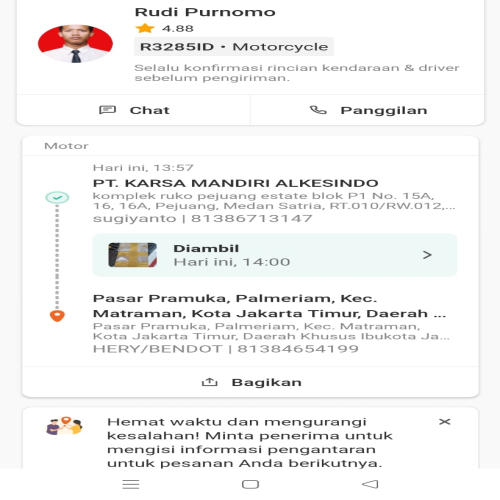 Rudi Purnomo
4.88
R3285ID • Motorcycle
Selalu konfirmasi rincian kendaraan & driver
sebelum pengiriman.
Chat
Panggilan
Motor
Hari ini, 13:57
PT. KARSA MANDIRI ALKESINDO
komplek ruko pejuang estate blok P1 No. 15A,
16, 16A, Pejuang, Medan Satria, RT.010/RW.012,...
sugiyanto | 81386713147
Diambil
Hari ini, 14:00
Pasar Pramuka, Palmeriam, Kec.
Matraman, Kota Jakarta Timur, Daerah ...
Pasar Pramuka, Palmeriam, Kec. Matraman,
Kota Jakarta Timur, Daerah Khusus Ibukota Ja...
HERY/BENDOT | 81384654199
Bagikan
Hemat waktu dan mengurangi
kesalahan! Minta penerima untuk
mengisi informasi pengantaran
untuk pesanan Anda berikutnya.